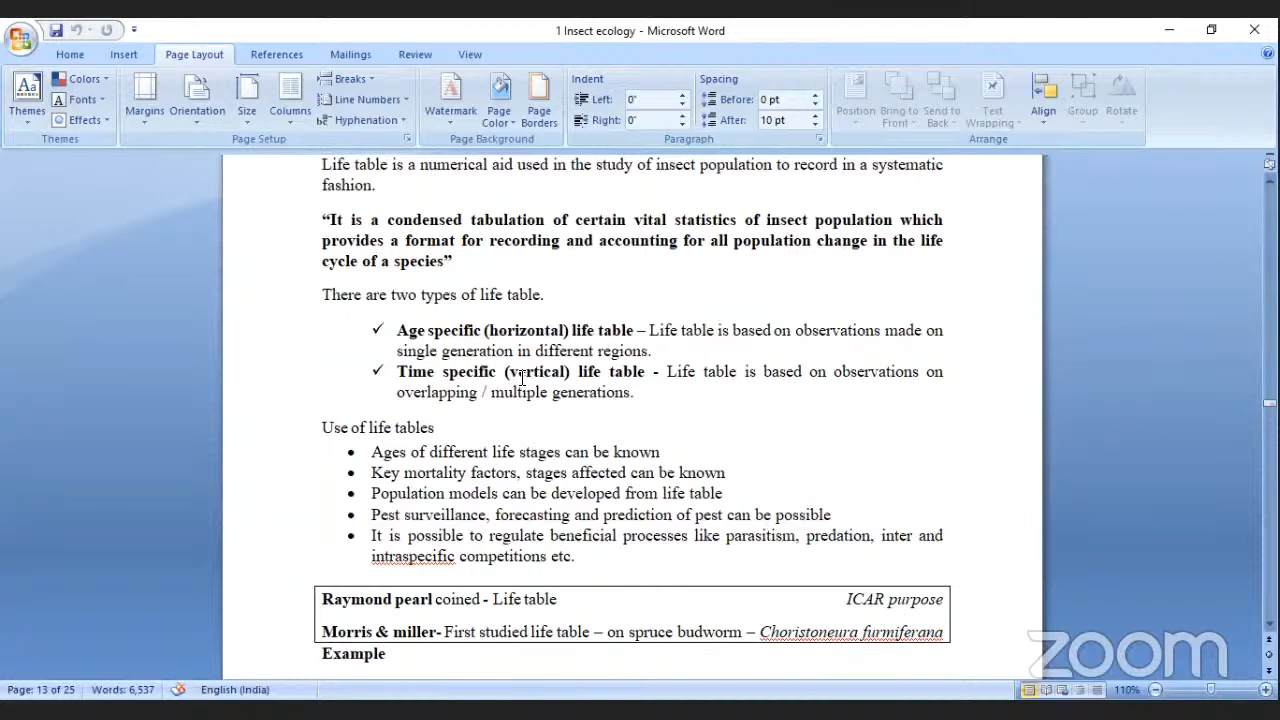 1 Insect ecology - Microsoft Word
Home Insert Page Layout References Mailings Review View
Themes Colors Fonts Effects Margins Orientation Size Columns Breaks Line Numbers Hyphenation Watermark Page Color Page Borders Indent Left: 0" Right: 0" Spacing Before: 0 pt After: 10 pt Position Bring to Front Send to Back Text Wrapping Align Group Rotate
Themes Page Setup Page Background Paragraph Arrange
Life table is a numerical aid used in the study of insect population to record in a systematic
fashion.
“It is a condensed tabulation of certain vital statistics of insect population which
provides a format for recording and accounting for all population change in the life
cycle of a species”
There are two types of life table.
✓ Age specific (horizontal) life table – Life table is based on observations made on
single generation in different regions.
✓ Time specific (vertical) life table - Life table is based on observations on
overlapping / multiple generations.
Use of life tables
• Ages of different life stages can be known
• Key mortality factors, stages affected can be known
• Population models can be developed from life table
• Pest surveillance, forecasting and prediction of pest can be possible
• It is possible to regulate beneficial processes like parasitism, predation, inter and
intraspecific competitions etc.
Raymond pearl coined - Life table ICAR purpose
Morris & miller- First studied life table – on spruce budworm – Choristoneura furmiferana
Example
zoom
Page: 13 of 25 Words: 6,537 English (India) 110%